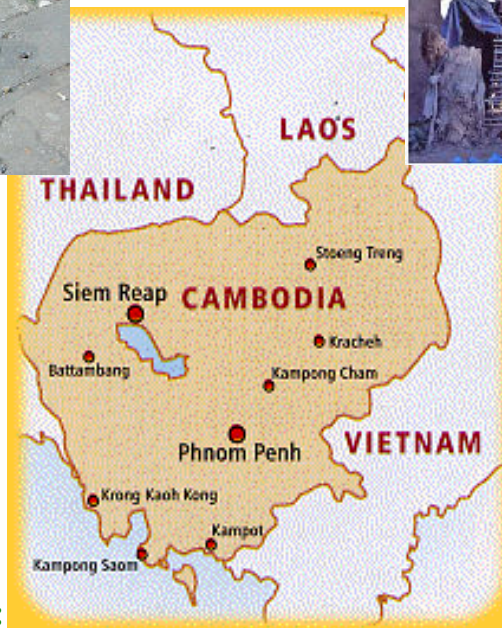 LAOS
THAILAND
Stoeng Treng
Siem Reap
CAMBODIA
Kracheh
Battambang
Kampong Cham
Phnom Penh
VIETNAM
Krong Kaoh Kong
Kampot
Kampong Saom